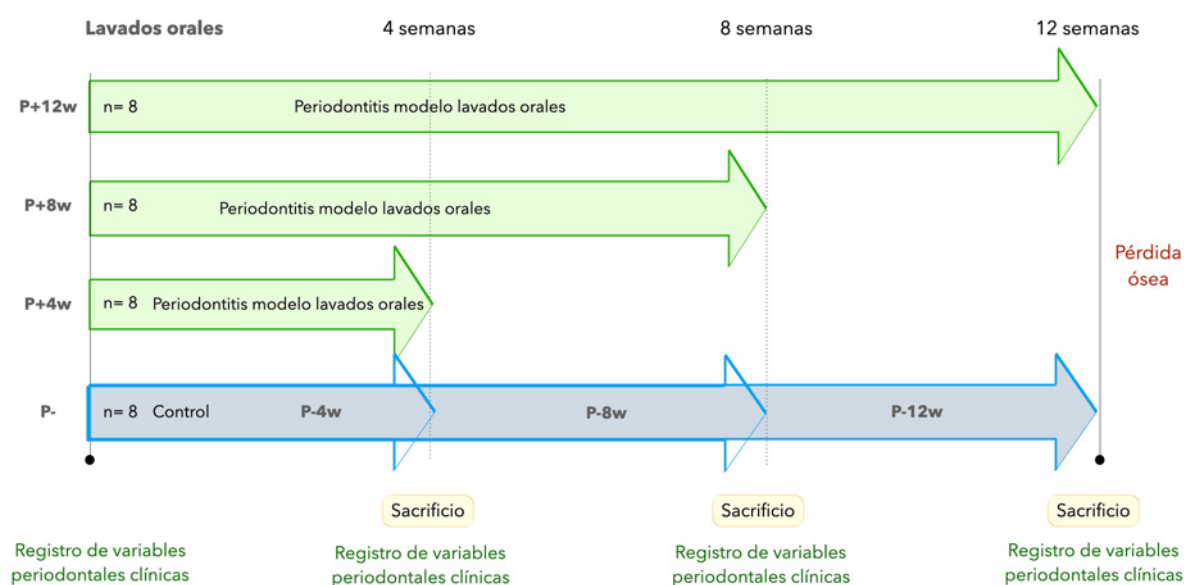 Lavados orales
4 semanas
8 semanas
12 semanas
P+12w
n= 8
Periodontitis modelo lavados orales
P+8w
n= 8
Periodontitis modelo lavados orales
Pérdida
ósea
P+4w
n= 8
Periodontitis modelo lavados orales
P-
n= 8
Control
P-4w
P-8w
P-12w
Sacrificio
Sacrificio
Sacrificio
Registro de variables
periodontales clínicas
Registro de variables
periodontales clínicas
Registro de variables
periodontales clínicas
Registro de variables
periodontales clínicas